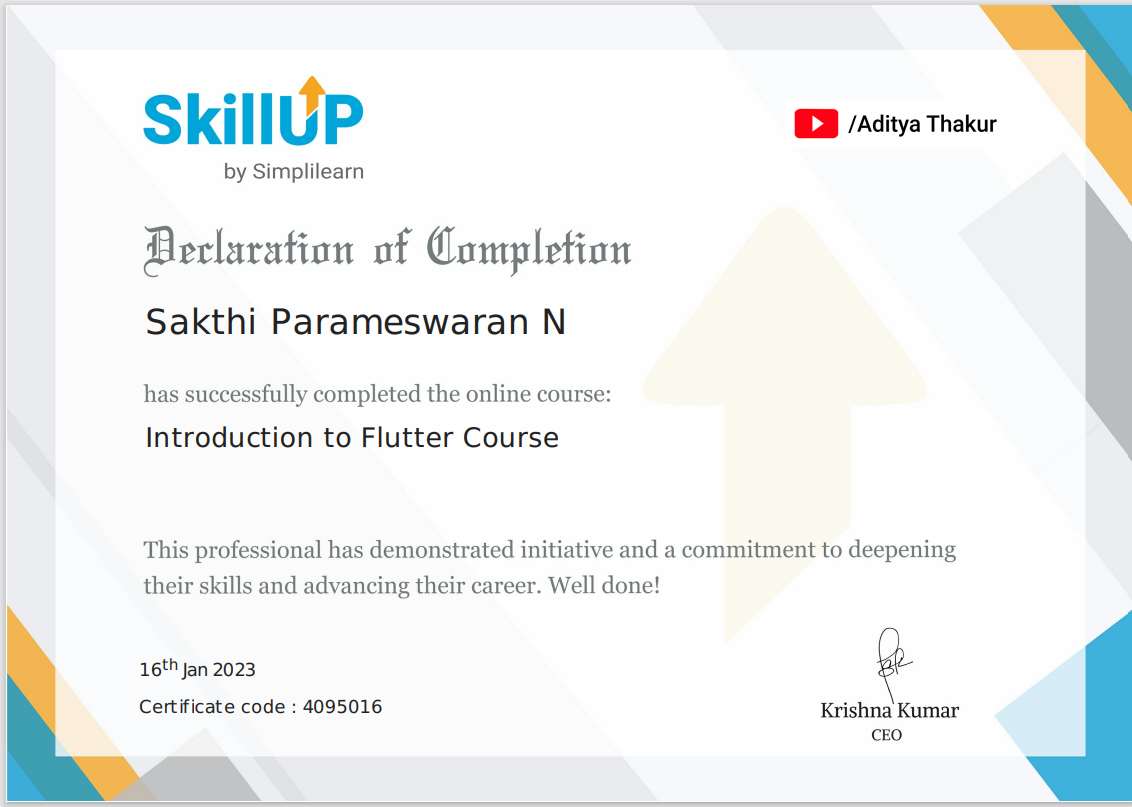 SkillUP
by Simplilearn
/Aditya Thakur
Declaration of Completion
Sakthi Parameswaran N
has successfully completed the online course:
Introduction to Flutter Course
This professional has demonstrated initiative and a commitment to deepening
their skills and advancing their career. Well done!
16th Jan 2023
Certificate code : 4095016
Krishna Kumar
CEO